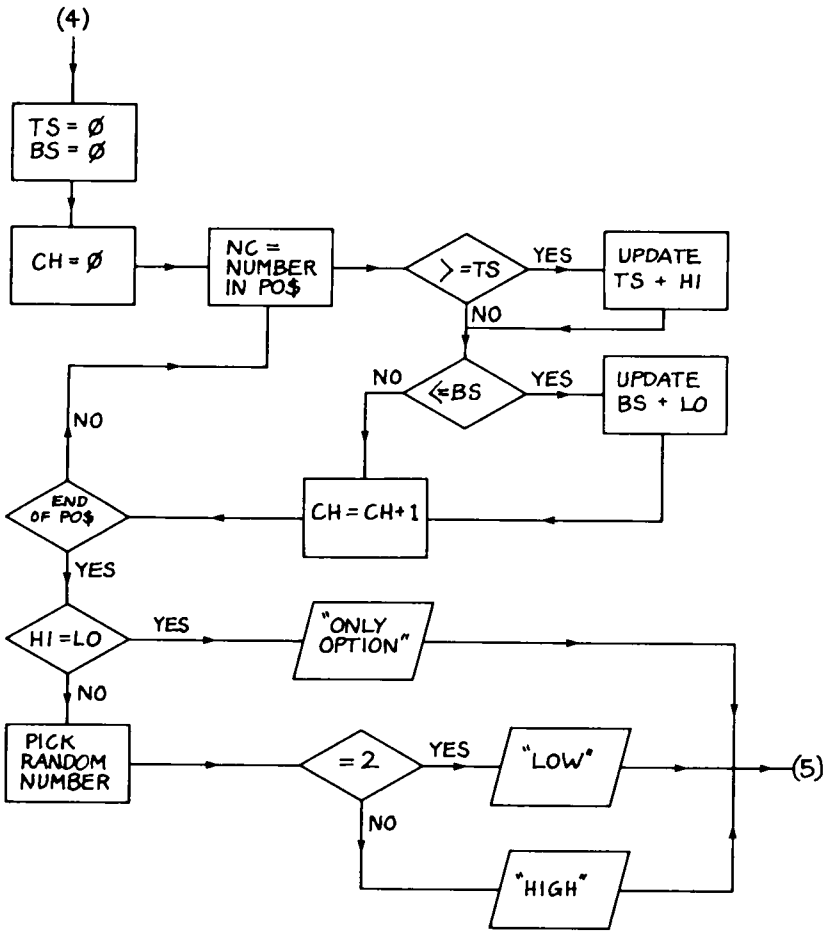 (4)
TS = Ø
BS = Ø
CH = Ø
NC =
NUMBER
IN PO$
> =TS
YES
UPDATE
TS + HI
NO
<=BS
NO
YES
UPDATE
BS + LO
NO
END
OF PO$
CH = CH+1
YES
HI = LO
YES
"ONLY
OPTION"
NO
PICK
RANDOM
NUMBER
= 2
YES
"LOW"
(5)
NO
"HIGH"